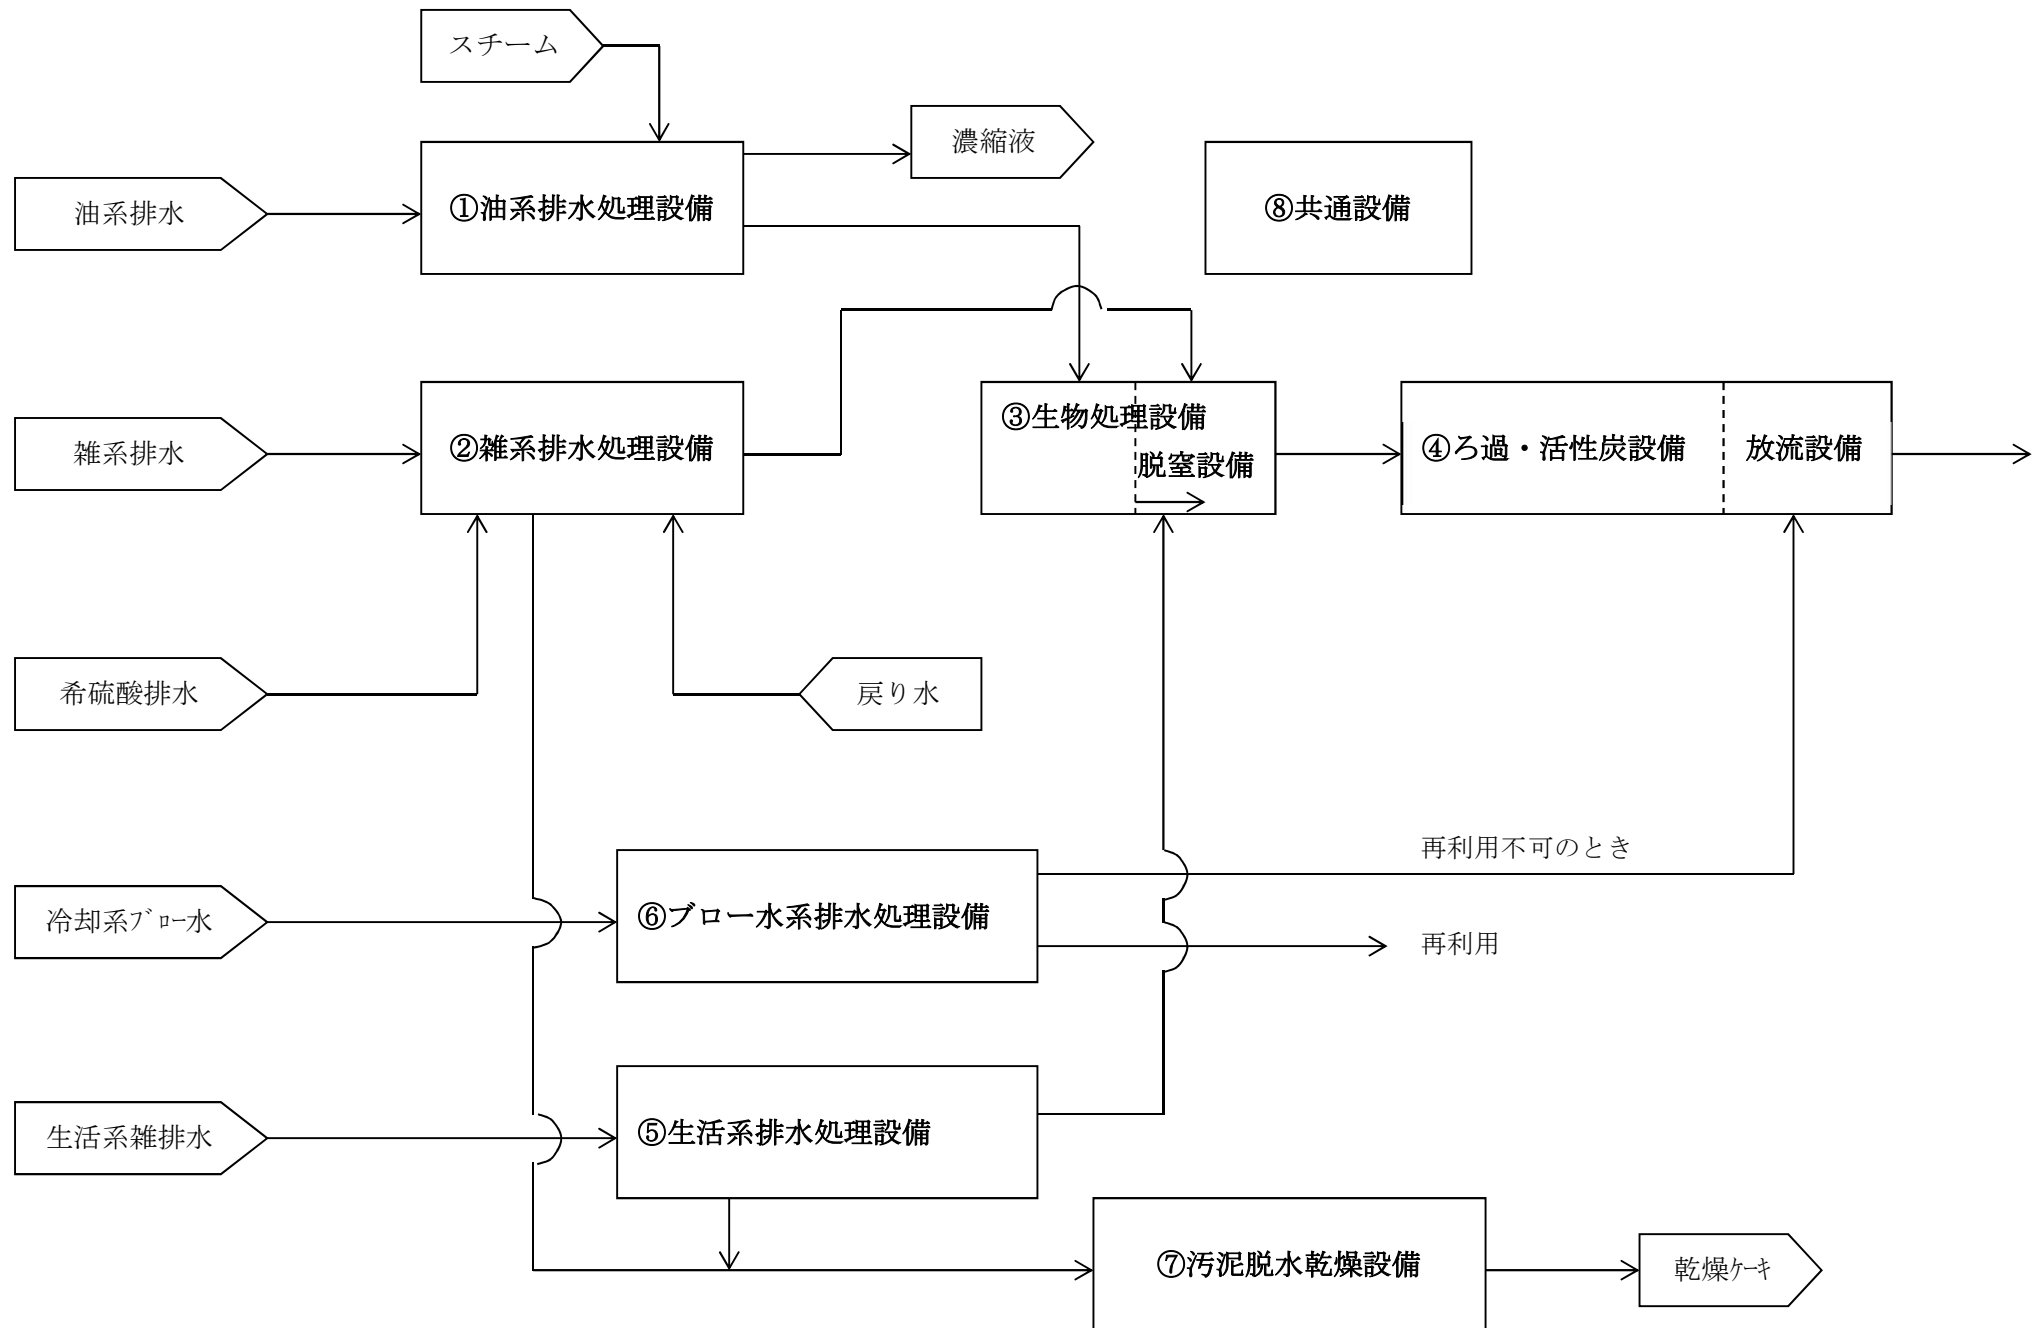 スチーム
濃縮液
油系排水
①油系排水処理設備
⑧共通設備
雑系排水
②雑系排水処理設備
③生物処理設備
脱窒設備
④ろ過・活性炭設備
放流設備
希硫酸排水
戻り水
再利用不可のとき
冷却系ﾌﾞﾛｰ水
⑥ブロー水系排水処理設備
再利用
生活系雑排水
⑤生活系排水処理設備
⑦汚泥脱水乾燥設備
乾燥ｹｰｷ